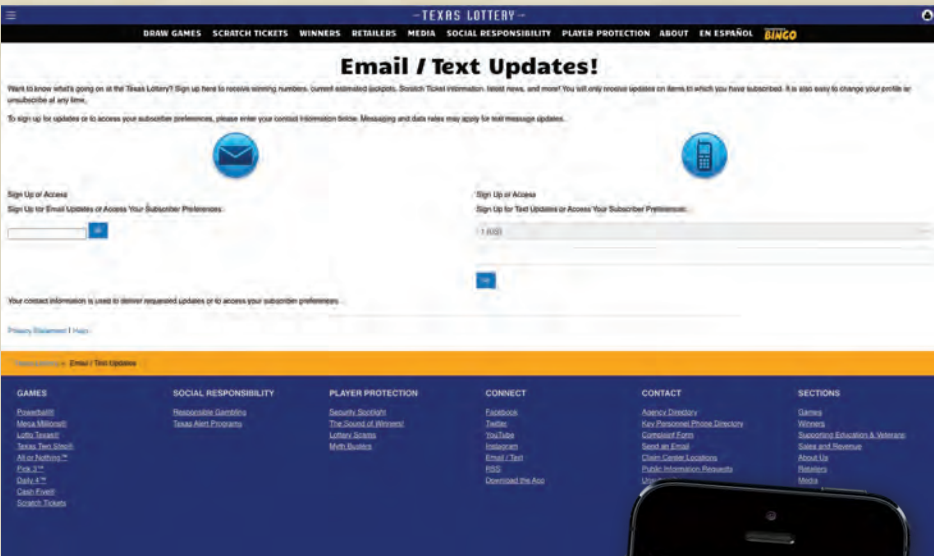 TEXAS LOTTERY
DRAW GAMES SCRATCH TICKETS WINNERS RETAILERS MEDIA SOCIAL RESPONSIBILITY PLAYER PROTECTION ABOUT EN ESPAÑOL BINGO
Email / Text Updates!
Want to know what's going on at the Texas Lottery? Sign up here to receive winning numbers, current estimated jackpots, Scratch Ticket information, latest news, and more! You will only receive updates on items to which you have subscribed. It is also easy to change your profile or
unsubscribe at any time.
To sign up for updates or to access your subscriber preferences, please enter your contact information below. Messaging and data rates may apply for text message updates.
Sign Up or Access
Sign Up for Email Updates or Access Your Subscriber Preferences.
Sign Up or Access
Sign Up for Text Updates or Access Your Subscriber Preferences.
1 (US)
Your contact information is used to deliver requested updates or to access your subscriber preferences.
Privacy Statement | Help
Email / Text Updates
GAMES
Powerball®
Mega Millions®
Lotto Texas®
Texas Two Step®
All or Nothing™
Pick 3™
Daily 4™
Cash Five®
Scratch Tickets
SOCIAL RESPONSIBILITY
Responsible Gambling
Texas Alert Programs
PLAYER PROTECTION
Security Spotlight
The Sound of Winners!
Lottery Scams
Myth Busters
CONNECT
Facebook
Twitter
YouTube
Instagram
Email / Text
RSS
Download the App
CONTACT
Agency Directory
Key Personnel Phone Directory
Complaint Form
Send an Email
Claim Center Locations
Public Information Requests
SECTIONS
Games
Winners
Supporting Education & Veterans
Sales and Revenue
About Us
Retailers
Media